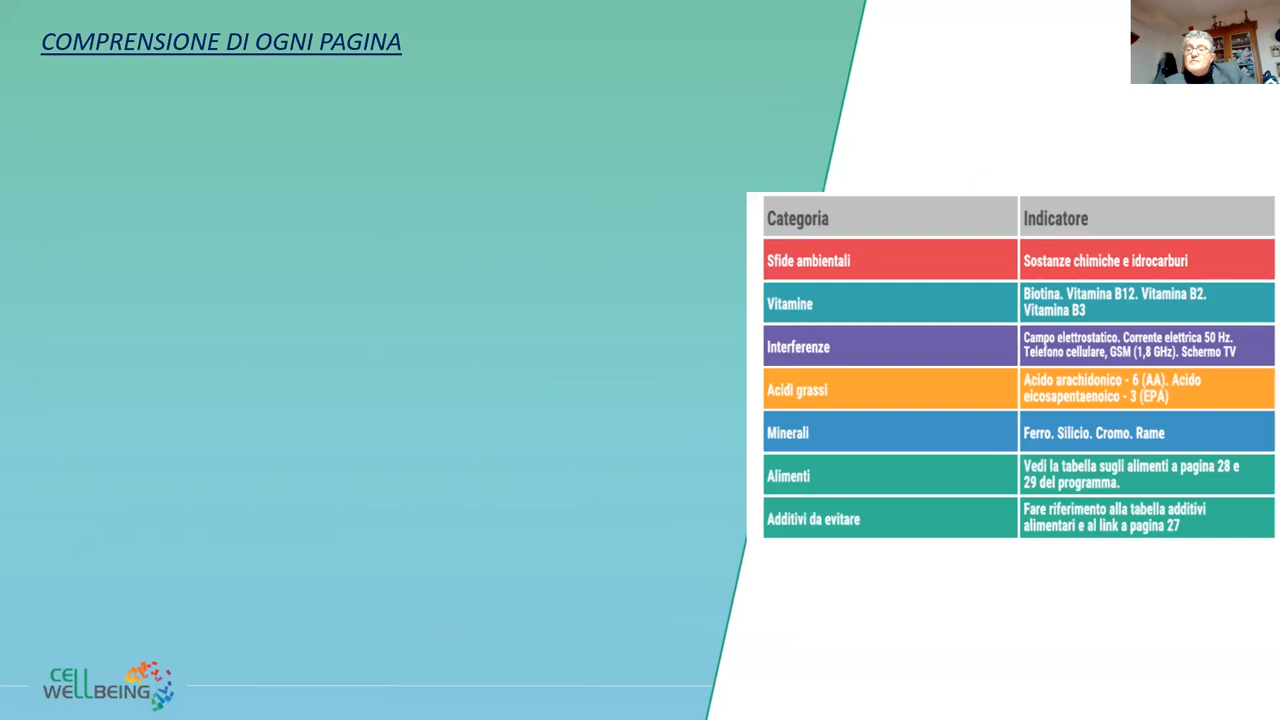 COMPRENSIONE DI OGNI PAGINA
Categoria
Indicatore
Sfide ambientali
Sostanze chimiche e idrocarburi
Vitamine
Biotina. Vitamina B12. Vitamina B2.
Vitamina B3
Interferenze
Campo elettrostatico. Corrente elettrica 50 Hz.
Telefono cellulare, GSM (1,8 GHz). Schermo TV
Acidi grassi
Acido arachidonico - 6 (AA). Acido
eicosapentaenoico - 3 (EPA)
Minerali
Ferro. Silicio. Cromo. Rame
Alimenti
Vedi la tabella sugli alimenti a pagina 28 e
29 del programma.
Additivi da evitare
Fare riferimento alla tabella additivi
alimentari e al link a pagina 27
CELL
WELLBEING